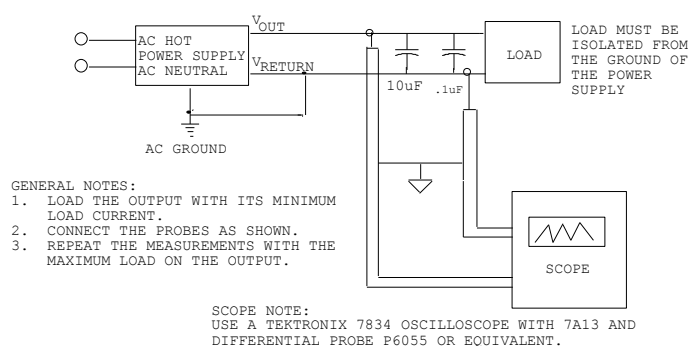 V OUT
AC HOT
POWER SUPPLY
AC NEUTRAL
V RETURN
LOAD
LOAD MUST BE
ISOLATED FROM
THE GROUND OF
THE POWER
SUPPLY
10uF
.1uF
AC GROUND
GENERAL NOTES:
1. LOAD THE OUTPUT WITH ITS MINIMUM
LOAD CURRENT.
2. CONNECT THE PROBES AS SHOWN.
3. REPEAT THE MEASUREMENTS WITH THE
MAXIMUM LOAD ON THE OUTPUT.
SCOPE
SCOPE NOTE:
USE A TEKTRONIX 7834 OSCILLOSCOPE WITH 7A13 AND
DIFFERENTIAL PROBE P6055 OR EQUIVALENT.